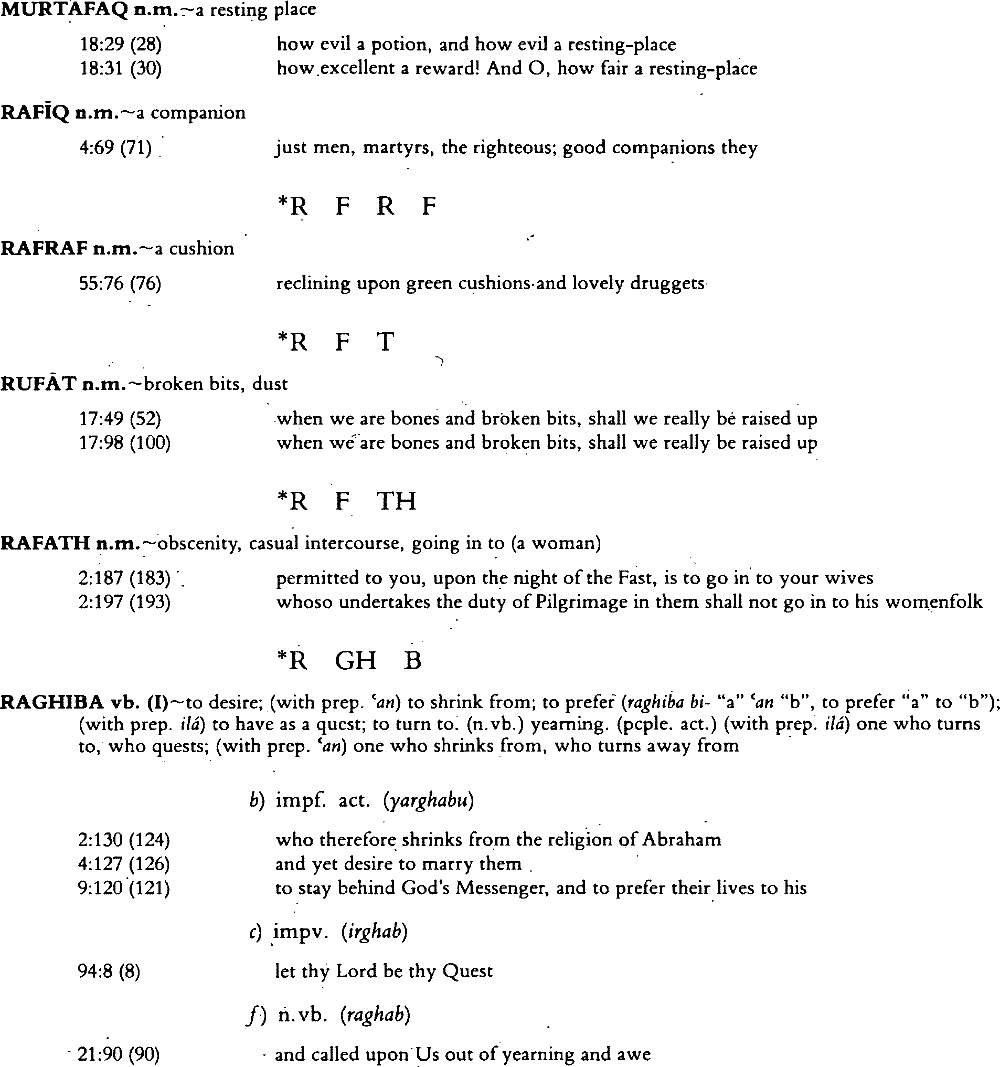 MURTAFAQ n.m.~a resting place
18:29 (28) how evil a potion, and how evil a resting-place
18:31 (30) how excellent a reward! And O, how fair a resting-place
RAFĪQ n.m.~a companion
4:69 (71) just men, martyrs, the righteous; good companions they
*R F R F
RAFRAF n.m.~a cushion
55:76 (76) reclining upon green cushions and lovely druggets
*R F T
RUFĀT n.m.~broken bits, dust
17:49 (52) when we are bones and broken bits, shall we really be raised up
17:98 (100) when we are bones and broken bits, shall we really be raised up
*R F TH
RAFATH n.m.~obscenity, casual intercourse, going in to (a woman)
2:187 (183) permitted to you, upon the night of the Fast, is to go in to your wives
2:197 (193) whoso undertakes the duty of Pilgrimage in them shall not go in to his womenfolk
*R GH B
RAGHIBA vb. (I)~to desire; (with prep. ʿan) to shrink from; to prefer (raghiba bi- "a" ʿan "b", to prefer "a" to "b");
(with prep. ilá) to have as a quest; to turn to. (n.vb.) yearning. (pcple. act.) (with prep. ilá) one who turns
to, who quests; (with prep. ʿan) one who shrinks from, who turns away from
b) impf. act. (yarghabu)
2:130 (124) who therefore shrinks from the religion of Abraham
4:127 (126) and yet desire to marry them
9:120 (121) to stay behind God's Messenger, and to prefer their lives to his
c) impv. (irghab)
94:8 (8) let thy Lord be thy Quest
f) n.vb. (raghab)
21:90 (90) and called upon Us out of yearning and awe